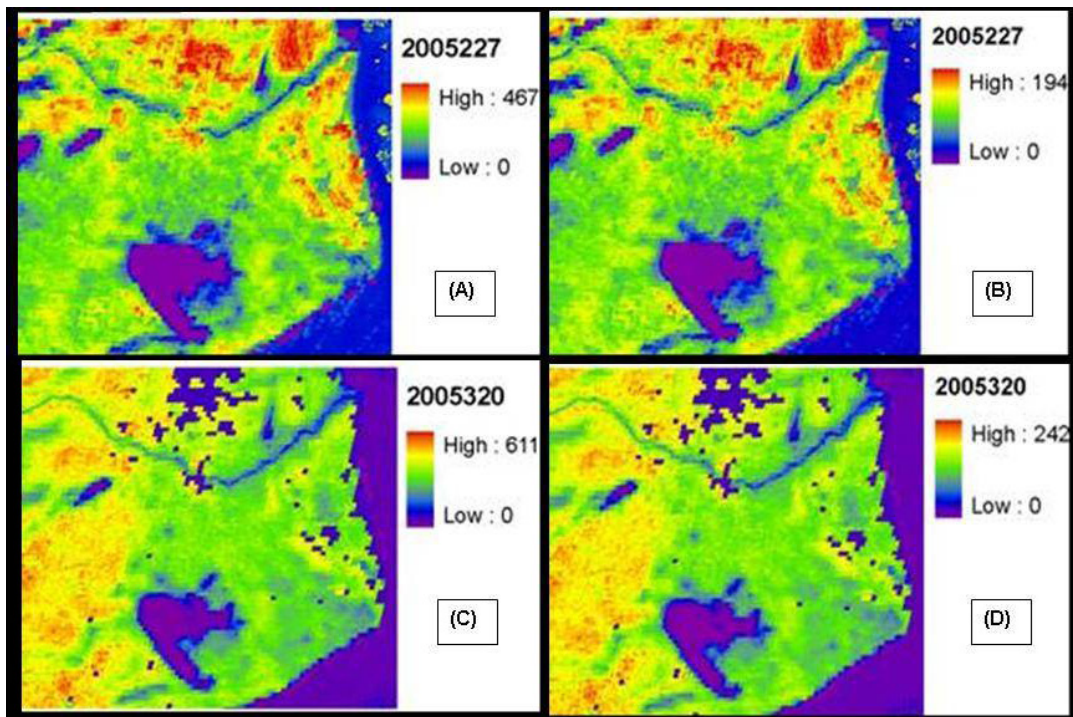 2005227
High : 467
Low : 0
(A)
2005227
High : 194
Low : 0
(B)
2005320
High : 611
Low : 0
(C)
2005320
High : 242
Low : 0
(D)